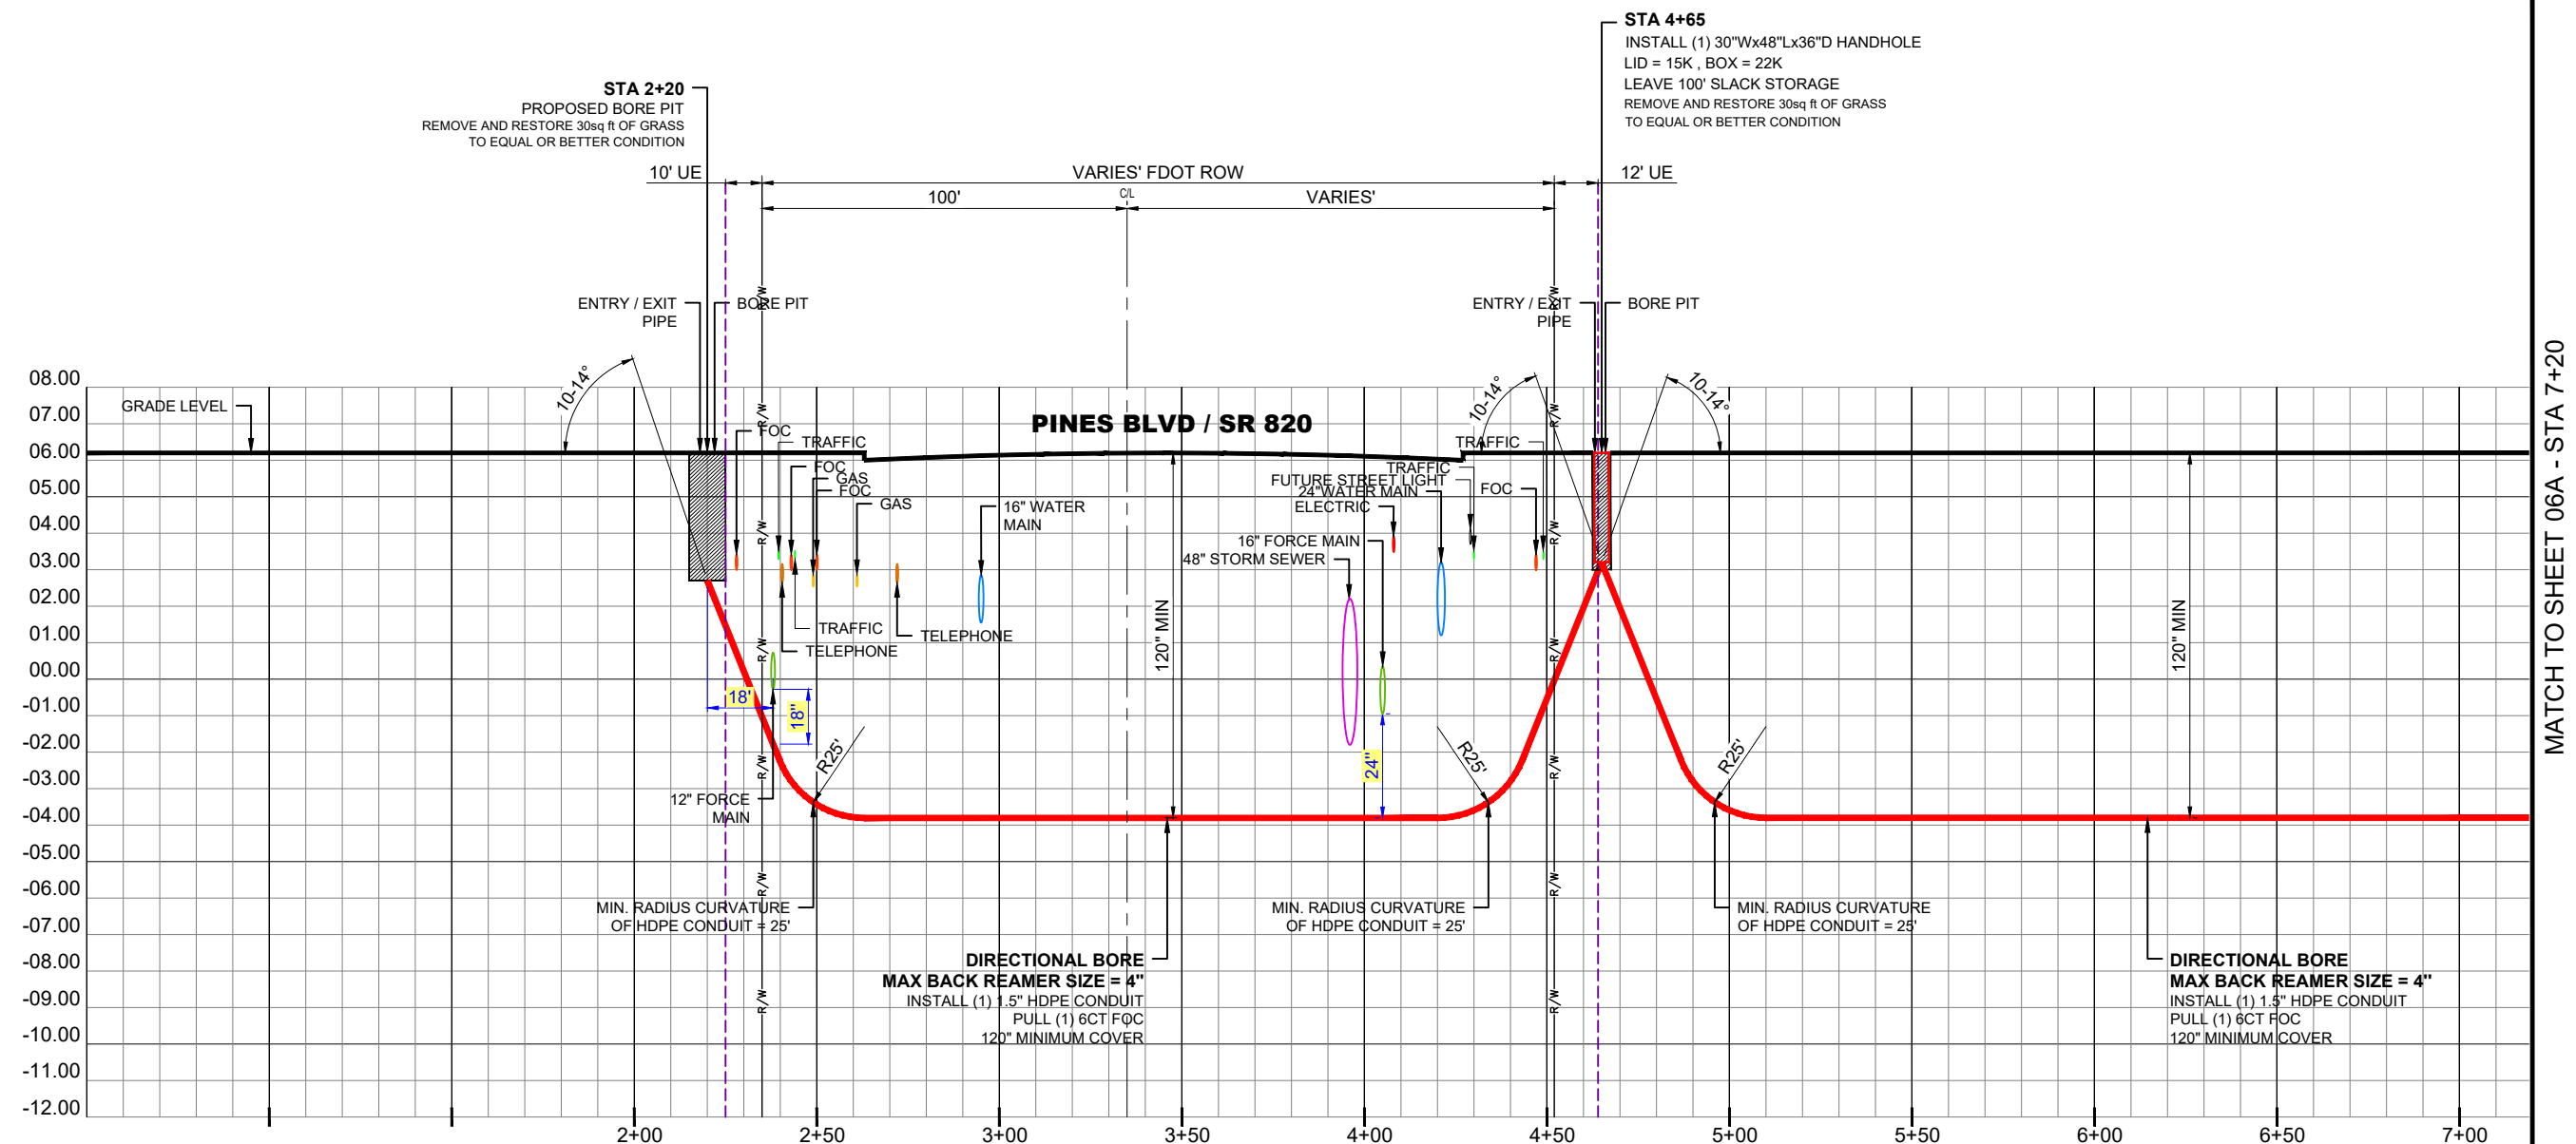 STA 4+65
INSTALL (1) 30"Wx48"Lx36"D HANDHOLE
LID = 15K , BOX = 22K
LEAVE 100' SLACK STORAGE
REMOVE AND RESTORE 30sq ft OF GRASS
TO EQUAL OR BETTER CONDITION
STA 2+20
PROPOSED BORE PIT
REMOVE AND RESTORE 30sq ft OF GRASS
TO EQUAL OR BETTER CONDITION
10' UE
VARIES' FDOT ROW
12' UE
100'
C/L
VARIES'
ENTRY / EXIT
PIPE
BORE PIT
ENTRY / EXIT
PIPE
BORE PIT
R/W
R/W
R/W
R/W
R/W
R/W
R/W
R/W
R/W
R/W
R/W
R/W
R/W
R/W
10-14°
10-14°
10-14°
GRADE LEVEL
PINES BLVD / SR 820
FOC
TRAFFIC
FOC
GAS
FOC
GAS
16" WATER
MAIN
TRAFFIC
TELEPHONE
TELEPHONE
TRAFFIC
TRAFFIC
FUTURE STREET LIGHT
24"WATER MAIN
FOC
ELECTRIC
16" FORCE MAIN
48" STORM SEWER
120" MIN
120" MIN
18'
18"
24"
R25'
R25'
R25'
12" FORCE
MAIN
MIN. RADIUS CURVATURE
OF HDPE CONDUIT = 25'
MIN. RADIUS CURVATURE
OF HDPE CONDUIT = 25'
MIN. RADIUS CURVATURE
OF HDPE CONDUIT = 25'
DIRECTIONAL BORE
MAX BACK REAMER SIZE = 4"
INSTALL (1) 1.5" HDPE CONDUIT
PULL (1) 6CT FOC
120" MINIMUM COVER
DIRECTIONAL BORE
MAX BACK REAMER SIZE = 4"
INSTALL (1) 1.5" HDPE CONDUIT
PULL (1) 6CT FOC
120" MINIMUM COVER
08.00
07.00
06.00
05.00
04.00
03.00
02.00
01.00
00.00
-01.00
-02.00
-03.00
-04.00
-05.00
-06.00
-07.00
-08.00
-09.00
-10.00
-11.00
-12.00
2+00
2+50
3+00
3+50
4+00
4+50
5+00
5+50
6+00
6+50
7+00
MATCH TO SHEET 06A - STA 7+20